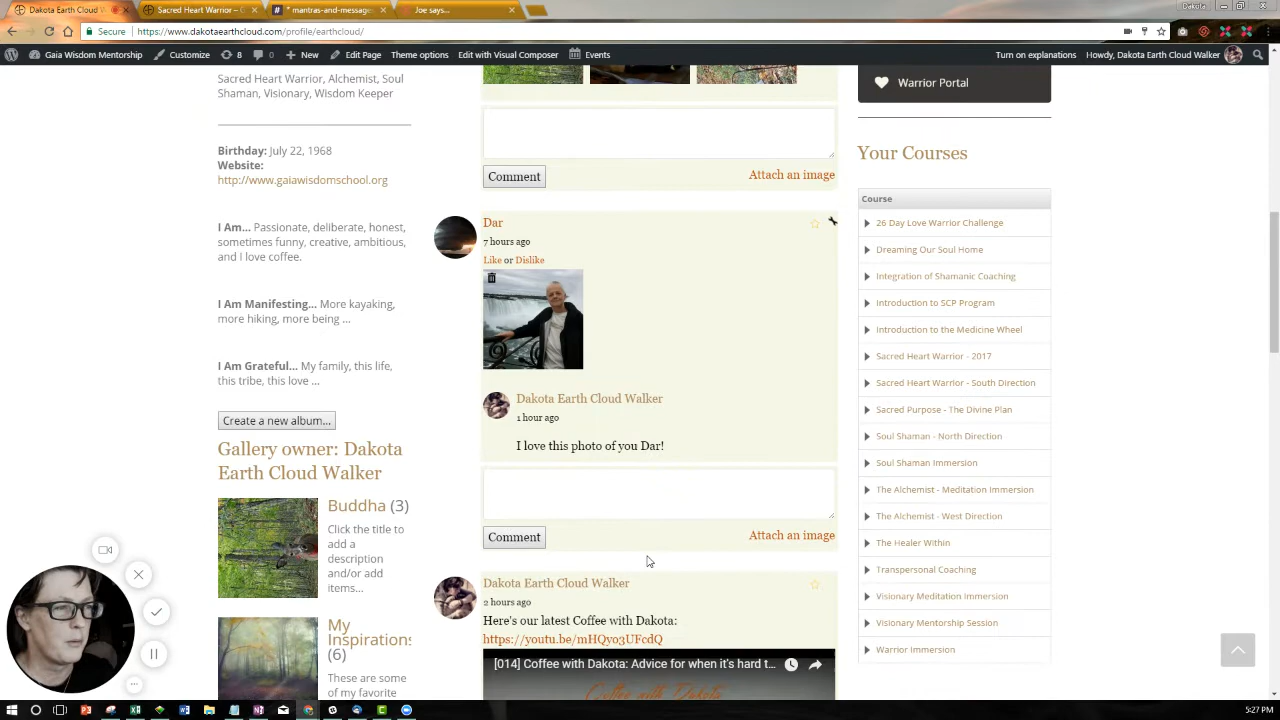 Dakota Earth Cloud W
Sacred Heart Warrior – G
* mantras-and-message
Joe says...
Dakota
Secure
https://www.dakotaearthcloud.com/profile/earthcloud/
Gaia Wisdom Mentorship
Customize
8
0
New
Edit Page
Theme options
Edit with Visual Composer
Events
Turn on explanations
Howdy, Dakota Earth Cloud Walker
Sacred Heart Warrior, Alchemist, Soul
Shaman, Visionary, Wisdom Keeper
Birthday: July 22, 1968
Website:
http://www.gaiawisdomschool.org
I Am... Passionate, deliberate, honest,
sometimes funny, creative, ambitious,
and I love coffee.
I Am Manifesting... More kayaking,
more hiking, more being ...
I Am Grateful... My family, this life,
this tribe, this love ...
Create a new album...
Gallery owner: Dakota
Earth Cloud Walker
Buddha (3)
Click the title to
add a
description
and/or add
items...
My
Inspirations
(6)
These are some
of my favorite
Comment
Attach an image
Dar
7 hours ago
Like or Dislike
Dakota Earth Cloud Walker
1 hour ago
I love this photo of you Dar!
Comment
Attach an image
Dakota Earth Cloud Walker
2 hours ago
Here's our latest Coffee with Dakota:
https://youtu.be/mHQyo3UFcdQ
[014] Coffee with Dakota: Advice for when it's hard t...
Coffee with Dakota
Warrior Portal
Your Courses
Course
26 Day Love Warrior Challenge
Dreaming Our Soul Home
Integration of Shamanic Coaching
Introduction to SCP Program
Introduction to the Medicine Wheel
Sacred Heart Warrior - 2017
Sacred Heart Warrior - South Direction
Sacred Purpose - The Divine Plan
Soul Shaman - North Direction
Soul Shaman Immersion
The Alchemist - Meditation Immersion
The Alchemist - West Direction
The Healer Within
Transpersonal Coaching
Visionary Meditation Immersion
Visionary Mentorship Session
Warrior Immersion
5:27 PM